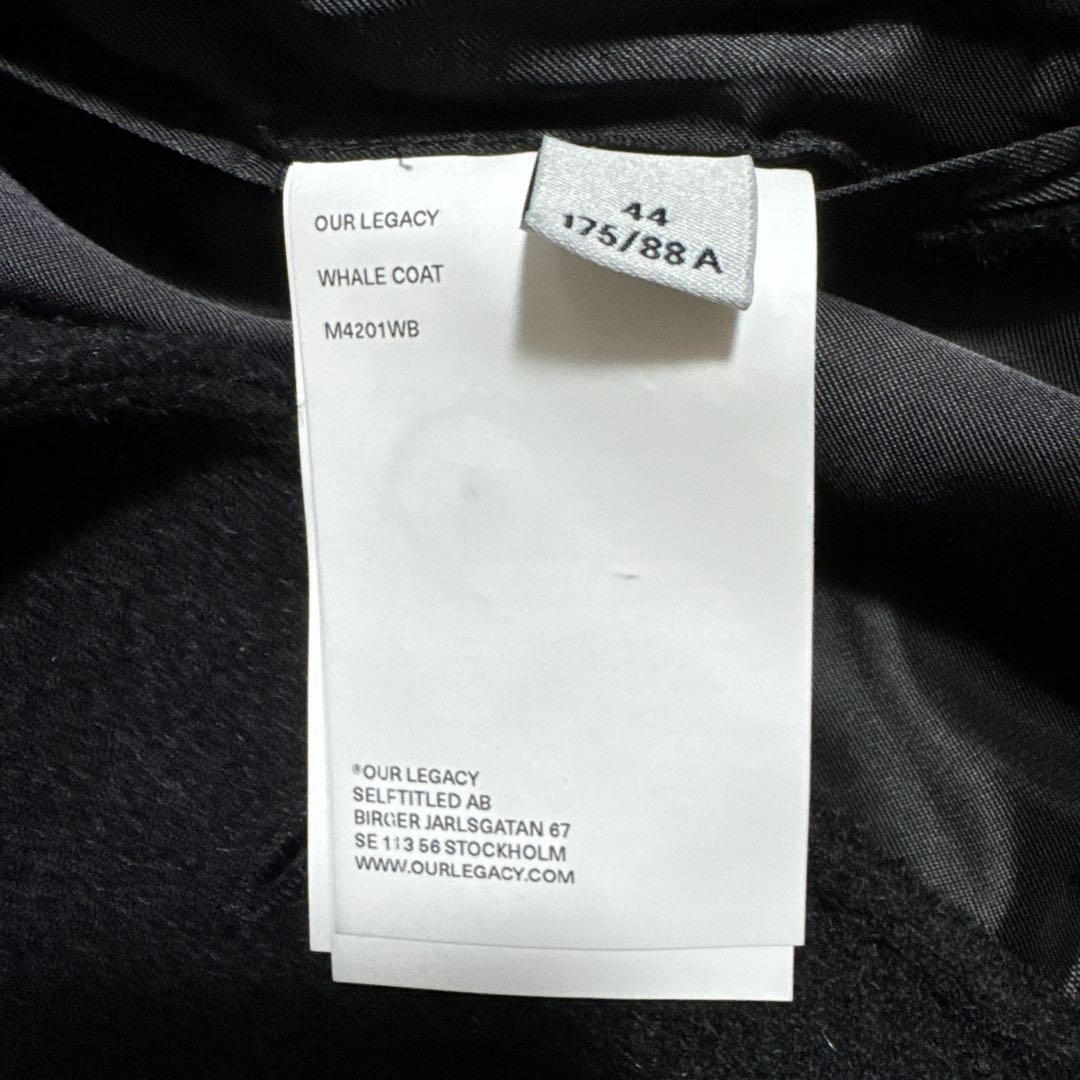 OUR LEGACY
WHALE COAT
M4201WB
44
175/88 A
®OUR LEGACY
SELFTITLED AB
BIRGER JARLSGATAN 67
SE 113 56 STOCKHOLM
WWW.OURLEGACY.COM